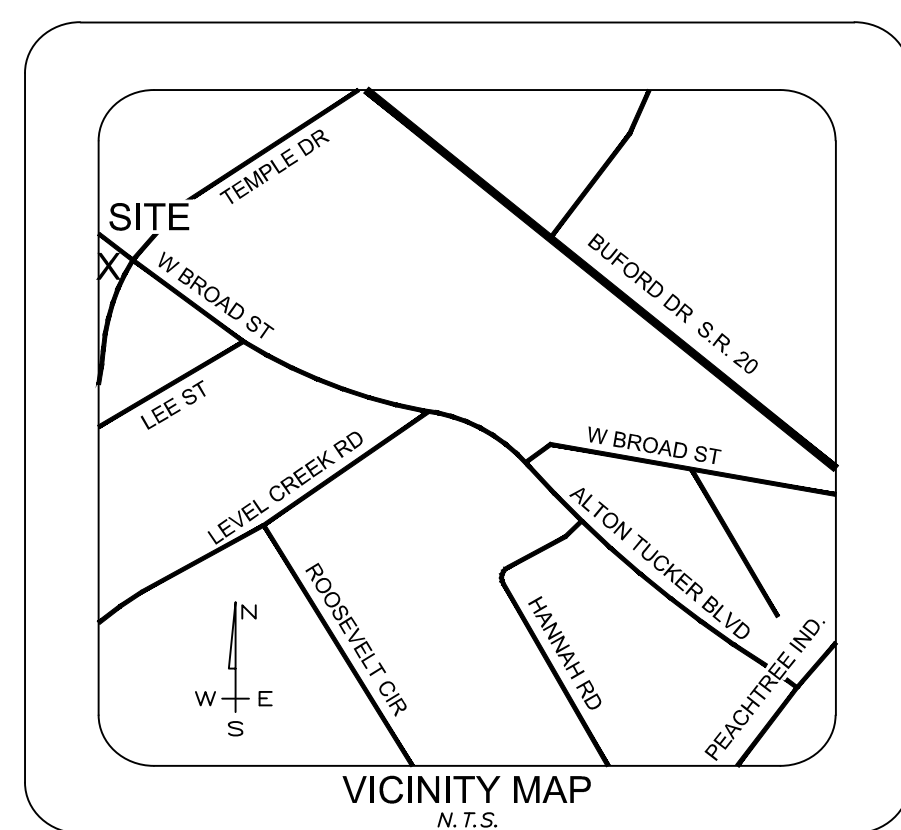 TEMPLE DR
SITE
X
W BROAD ST
BUFORD DR S.R. 20
LEE ST
W BROAD ST
LEVEL CREEK RD
ALTON TUCKER BLVD
ROOSEVELT CIR
HANNAH RD
PEACHTREE IND.
N
W E
S
VICINITY MAP
N.T.S.